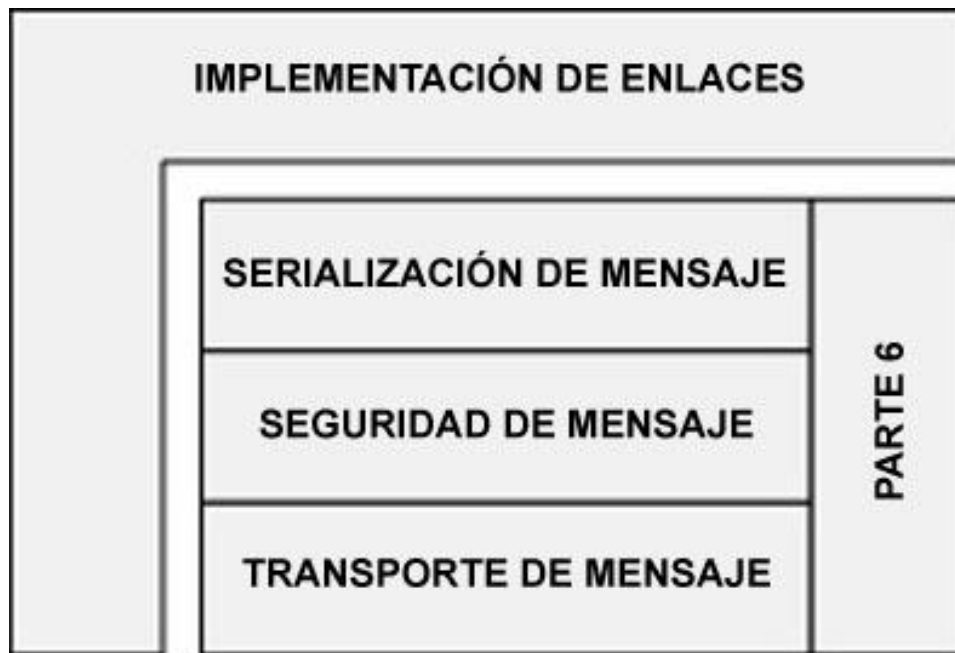 IMPLEMENTACIÓN DE ENLACES
SERIALIZACIÓN DE MENSAJE
SEGURIDAD DE MENSAJE
TRANSPORTE DE MENSAJE
PARTE 6